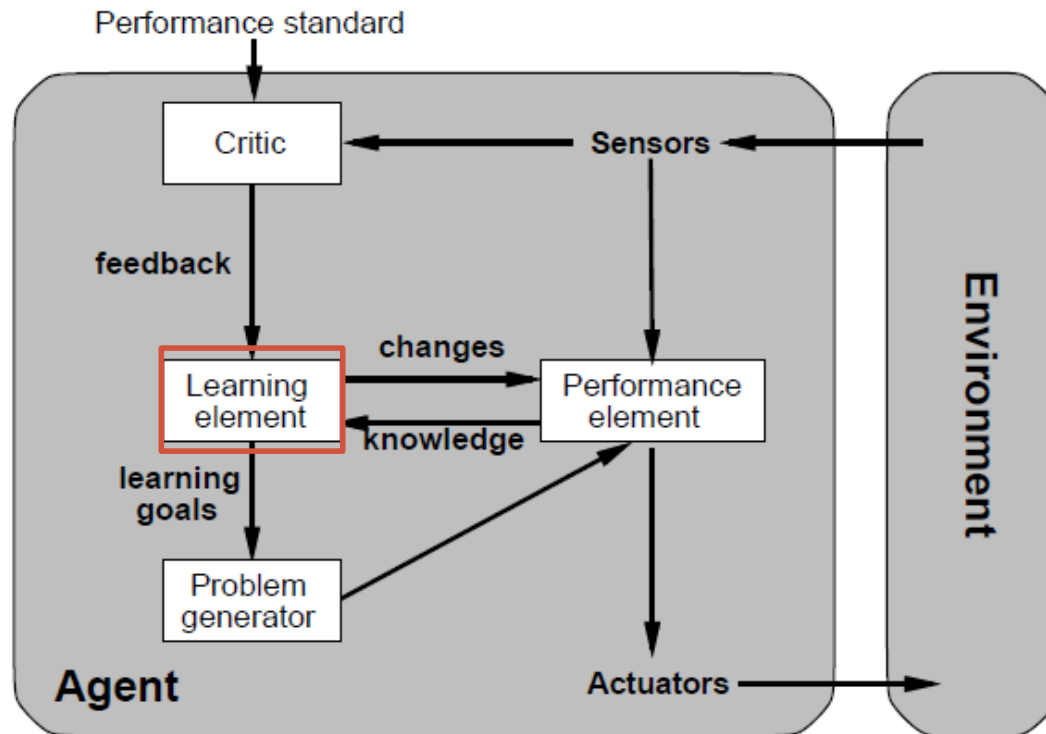 Performance standard
Critic
Sensors
feedback
changes
Learning
element
Performance
element
knowledge
learning
goals
Problem
generator
Agent
Actuators
Environment